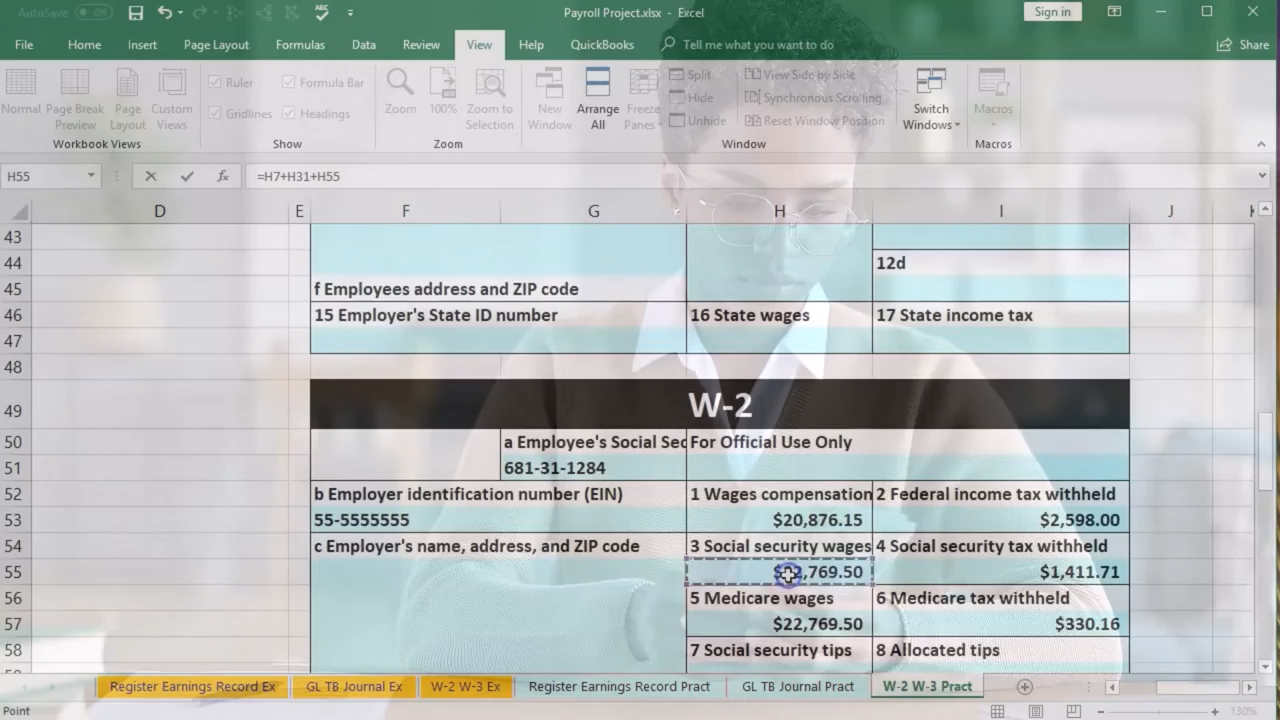 AutoSave Off
Payroll Project.xlsx - Excel
Sign in
File Home Insert Page Layout Formulas Data Review View Help QuickBooks Tell me what you want to do Share
Normal Page Break Preview Page Layout Custom Views
Workbook Views
Ruler Formula Bar
Gridlines Headings
Show
Zoom 100% Zoom to Selection
Zoom
New Window Arrange All Freeze Panes
Split
Hide
Unhide
View Side by Side
Synchronous Scrolling
Reset Window Position
Window
Switch Windows
Macros
Macros
H55 fx =H7+H31+H55
D E F G H I J
43
44 12d
45 f Employees address and ZIP code
46 15 Employer's State ID number 16 State wages 17 State income tax
47
48
49 W-2
50 a Employee's Social Sec For Official Use Only
51 681-31-1284
52 b Employer identification number (EIN) 1 Wages compensation 2 Federal income tax withheld
53 55-5555555 $20,876.15 $2,598.00
54 c Employer's name, address, and ZIP code 3 Social security wages 4 Social security tax withheld
55 ,769.50 $1,411.71
56 5 Medicare wages 6 Medicare tax withheld
57 $22,769.50 $330.16
58 7 Social security tips 8 Allocated tips
Register Earnings Record Ex GL TB Journal Ex W-2 W-3 Ex Register Earnings Record Pract GL TB Journal Pract W-2 W-3 Pract
Point 130%